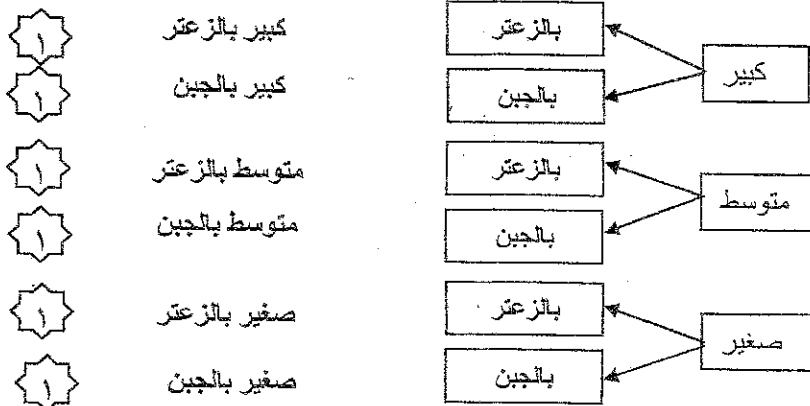 كبير
بالزعتر
كبير بالزعتر
١
بالجبن
كبير بالجبن
١
متوسط
بالزعتر
متوسط بالزعتر
١
بالجبن
متوسط بالجبن
١
صغير
بالزعتر
صغير بالزعتر
١
بالجبن
صغير بالجبن
١